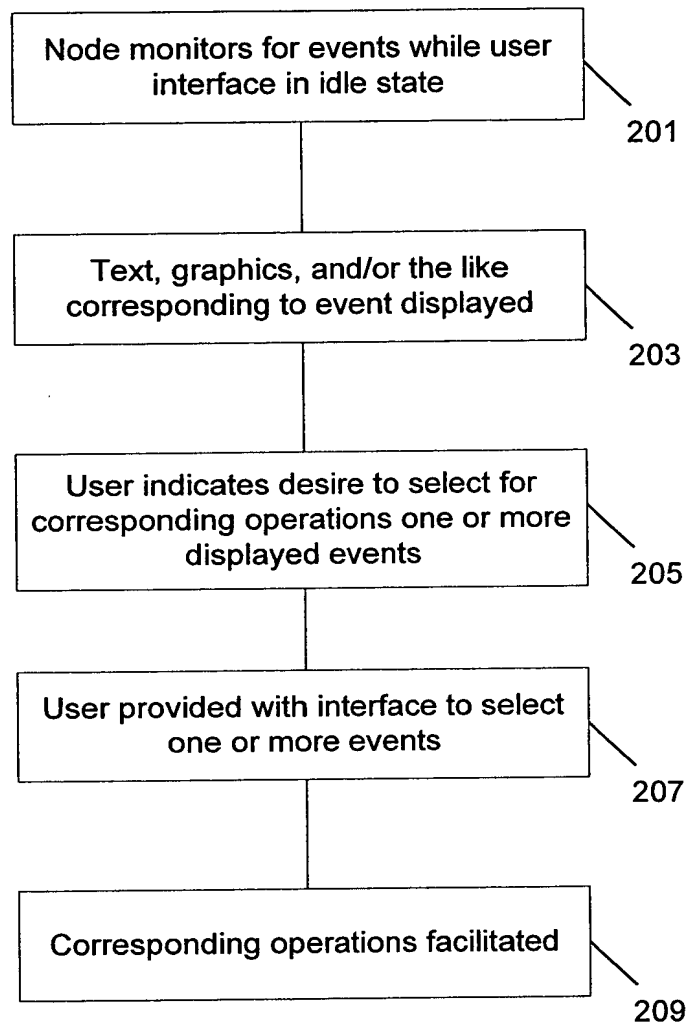 Node monitors for events while user
interface in idle state
201
Text, graphics, and/or the like
corresponding to event displayed
203
User indicates desire to select for
corresponding operations one or more
displayed events
205
User provided with interface to select
one or more events
207
Corresponding operations facilitated
209